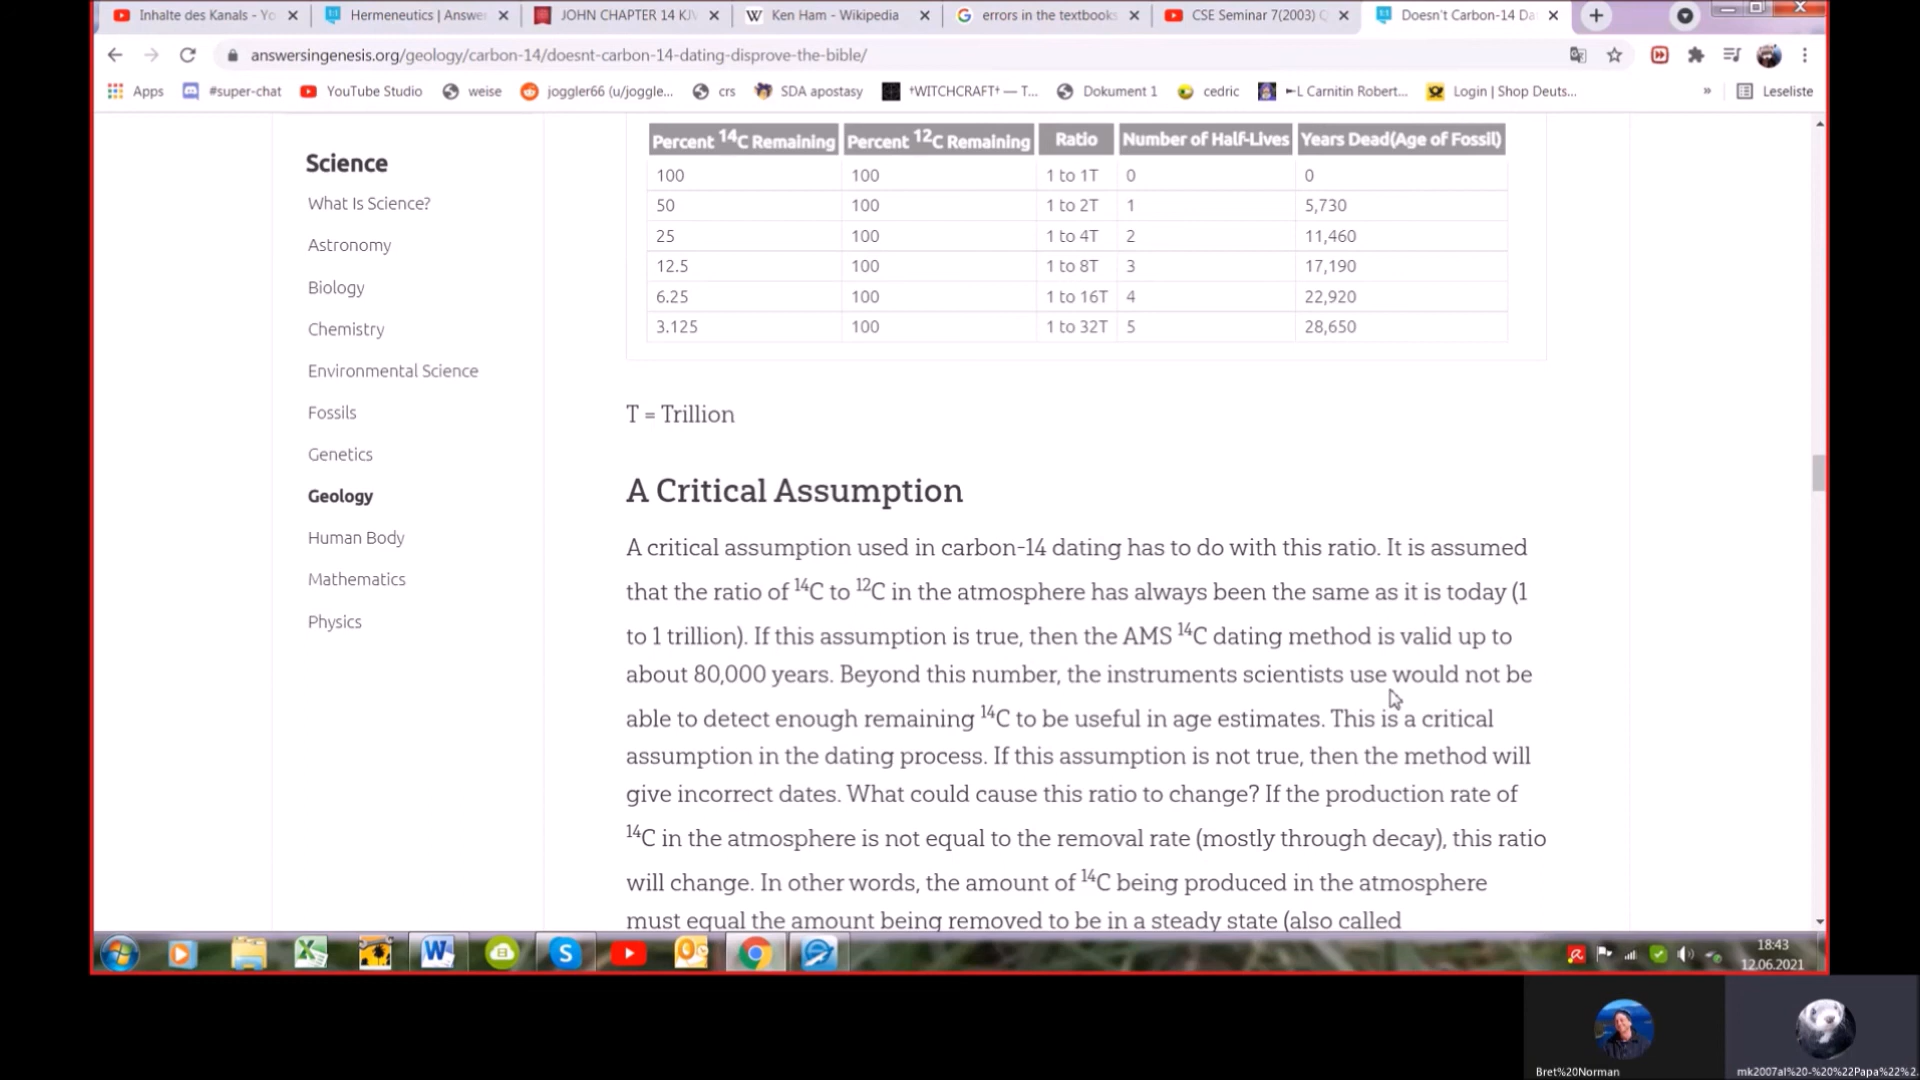 Inhalte des Kanals - Yo
Hermeneutics | Answe
JOHN CHAPTER 14 KJ
Ken Ham - Wikipedia
errors in the textbooks
CSE Seminar 7(2003) Q
Doesn't Carbon-14 Da
answersingenesis.org/geology/carbon-14/doesnt-carbon-14-dating-disprove-the-bible/
Apps
#super-chat
YouTube Studio
weise
joggler66 (u/joggle...
crs
SDA apostasy
†WITCHCRAFT† — T...
Dokument 1
cedric
L Carnitin Robert...
Login | Shop Deuts...
»
Leseliste
Science
What Is Science?
Astronomy
Biology
Chemistry
Environmental Science
Fossils
Genetics
Geology
Human Body
Mathematics
Physics
Percent 14C Remaining Percent 12C Remaining Ratio Number of Half-Lives Years Dead(Age of Fossil)
100 100 1 to 1T 0 0
50 100 1 to 2T 1 5,730
25 100 1 to 4T 2 11,460
12.5 100 1 to 8T 3 17,190
6.25 100 1 to 16T 4 22,920
3.125 100 1 to 32T 5 28,650
T = Trillion
A Critical Assumption
A critical assumption used in carbon-14 dating has to do with this ratio. It is assumed
that the ratio of 14C to 12C in the atmosphere has always been the same as it is today (1
to 1 trillion). If this assumption is true, then the AMS 14C dating method is valid up to
about 80,000 years. Beyond this number, the instruments scientists use would not be
able to detect enough remaining 14C to be useful in age estimates. This is a critical
assumption in the dating process. If this assumption is not true, then the method will
give incorrect dates. What could cause this ratio to change? If the production rate of
14C in the atmosphere is not equal to the removal rate (mostly through decay), this ratio
will change. In other words, the amount of 14C being produced in the atmosphere
must equal the amount being removed to be in a steady state (also called
18:43
12.06.2021
Bret%20Norman
mk2007al%20-%20%22Papa%22%2